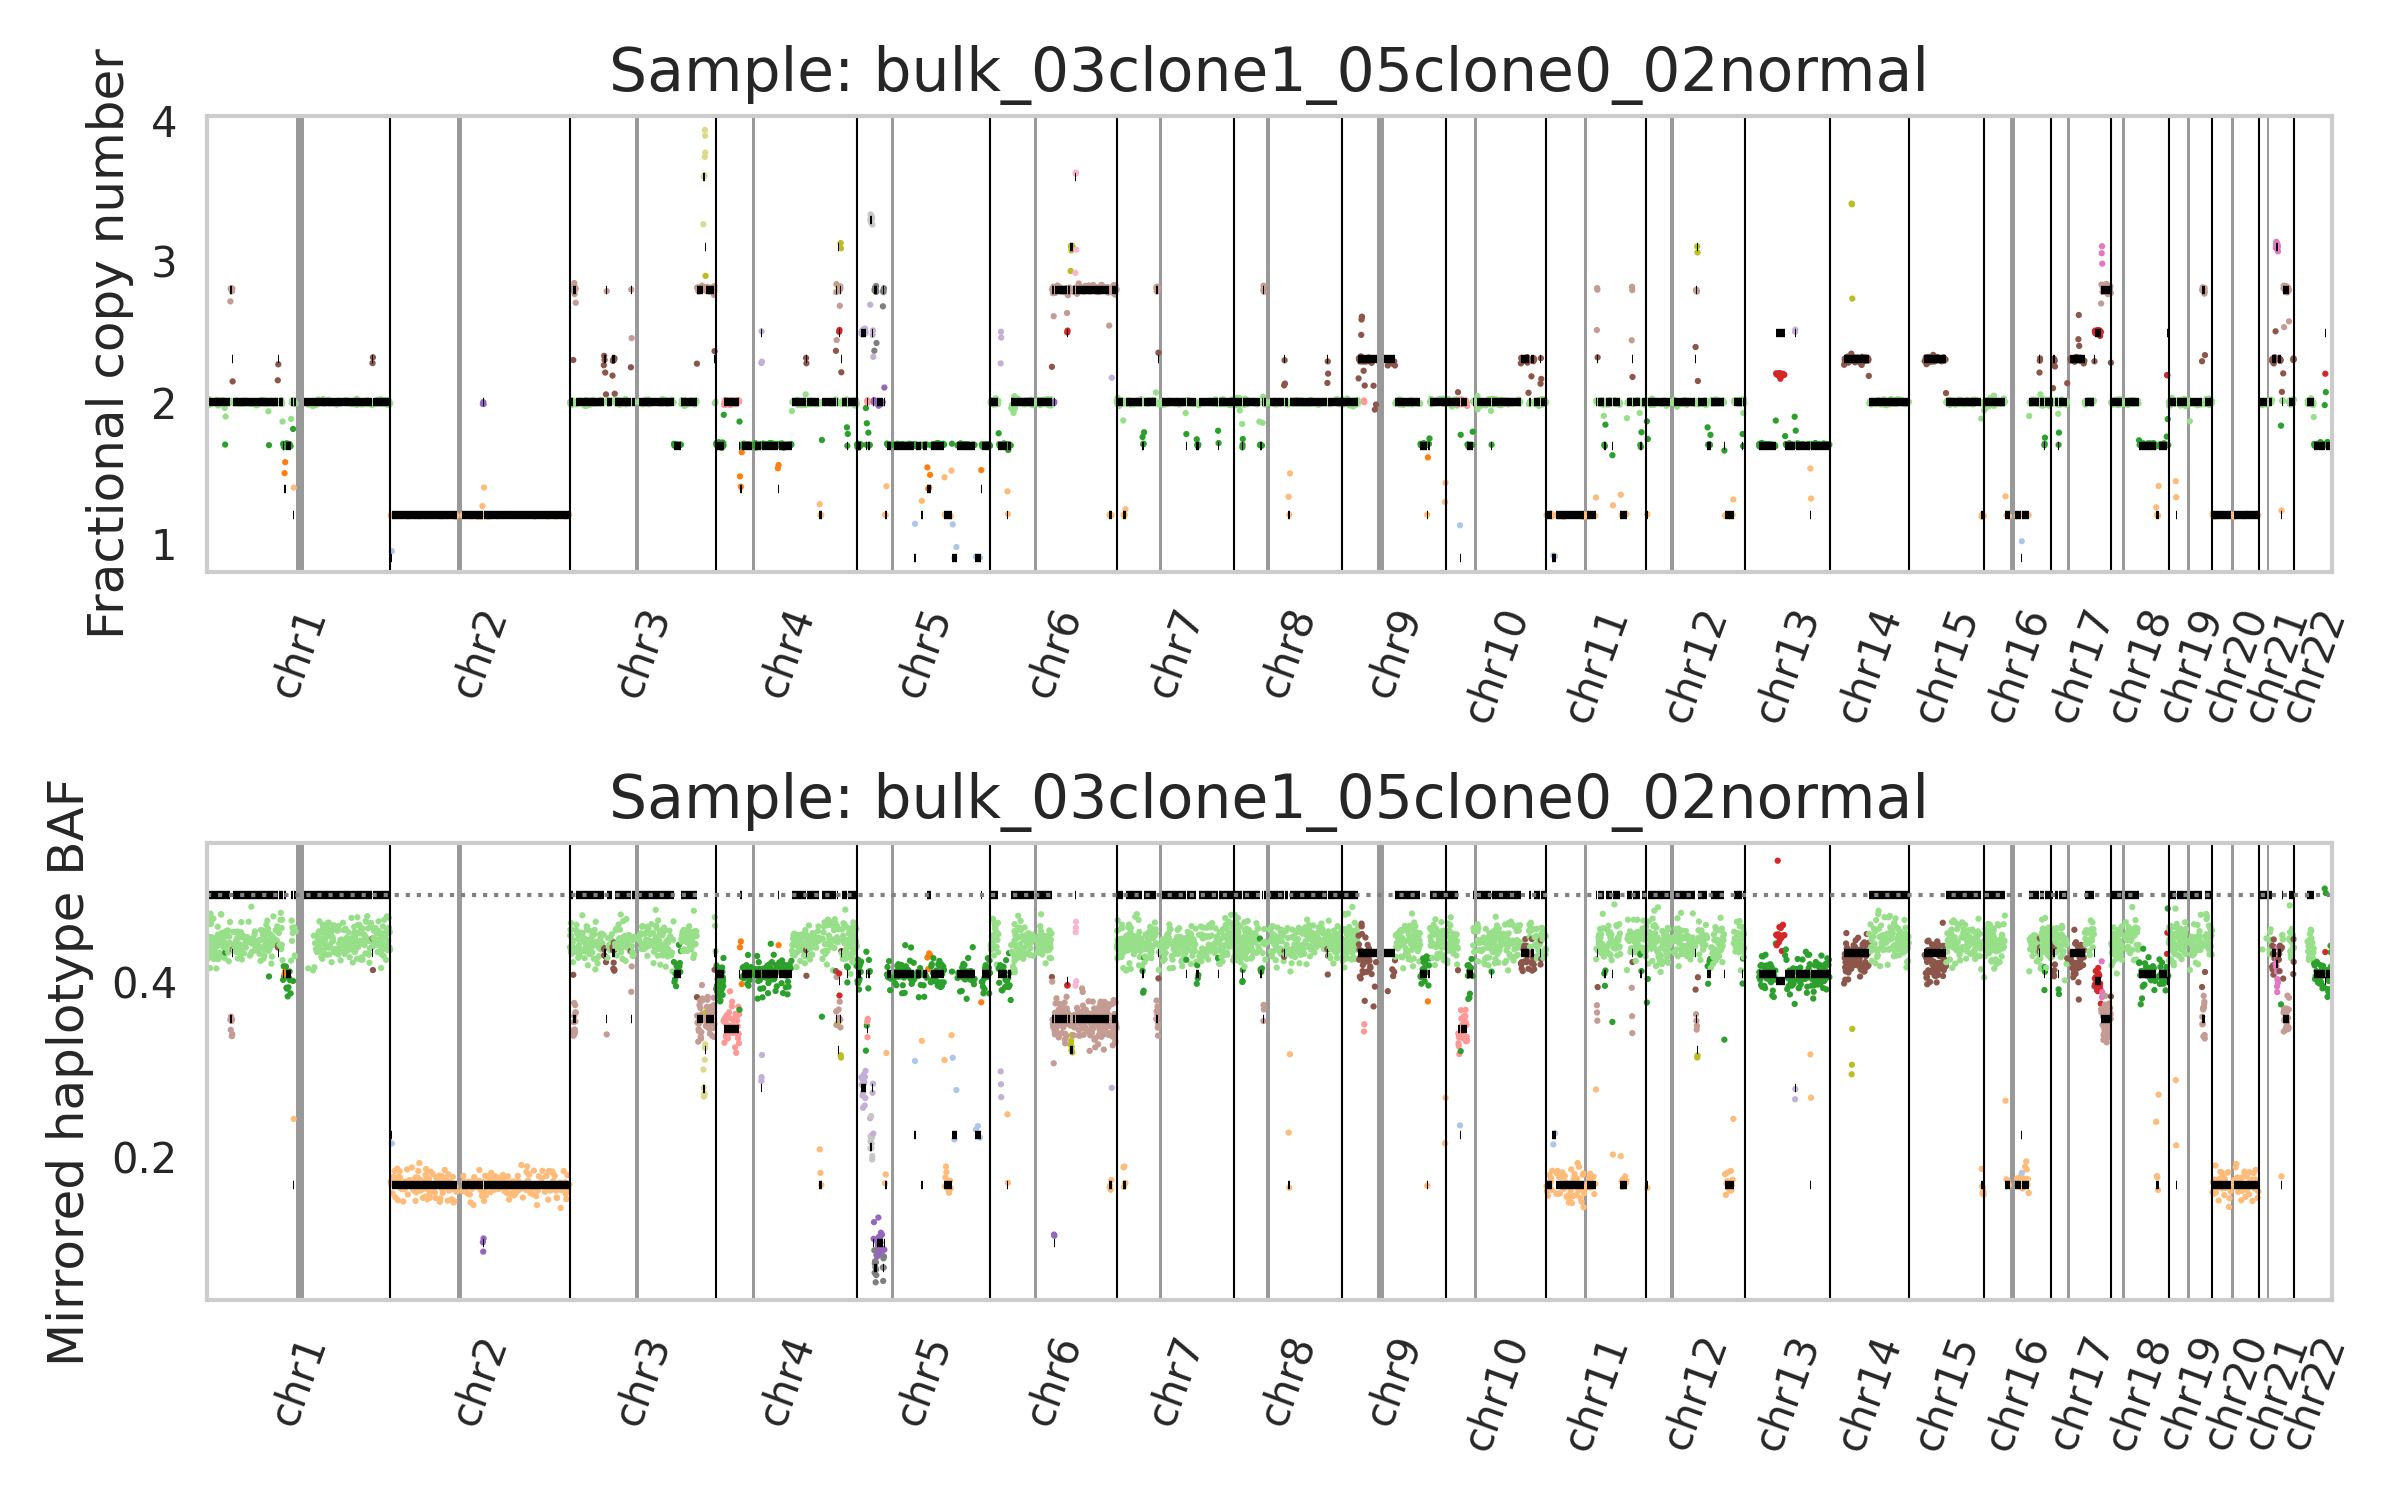 Sample: bulk_03clone1_05clone0_02normal
Fractional copy number
4
3
2
1
chr1
chr2
chr3
chr4
chr5
chr6
chr7
chr8
chr9
chr10
chr11
chr12
chr13
chr14
chr15
chr16
chr17
chr18
chr19
chr20
chr21
chr22
Sample: bulk_03clone1_05clone0_02normal
Mirrored haplotype BAF
0.4
0.2
chr1
chr2
chr3
chr4
chr5
chr6
chr7
chr8
chr9
chr10
chr11
chr12
chr13
chr14
chr15
chr16
chr17
chr18
chr19
chr20
chr21
chr22